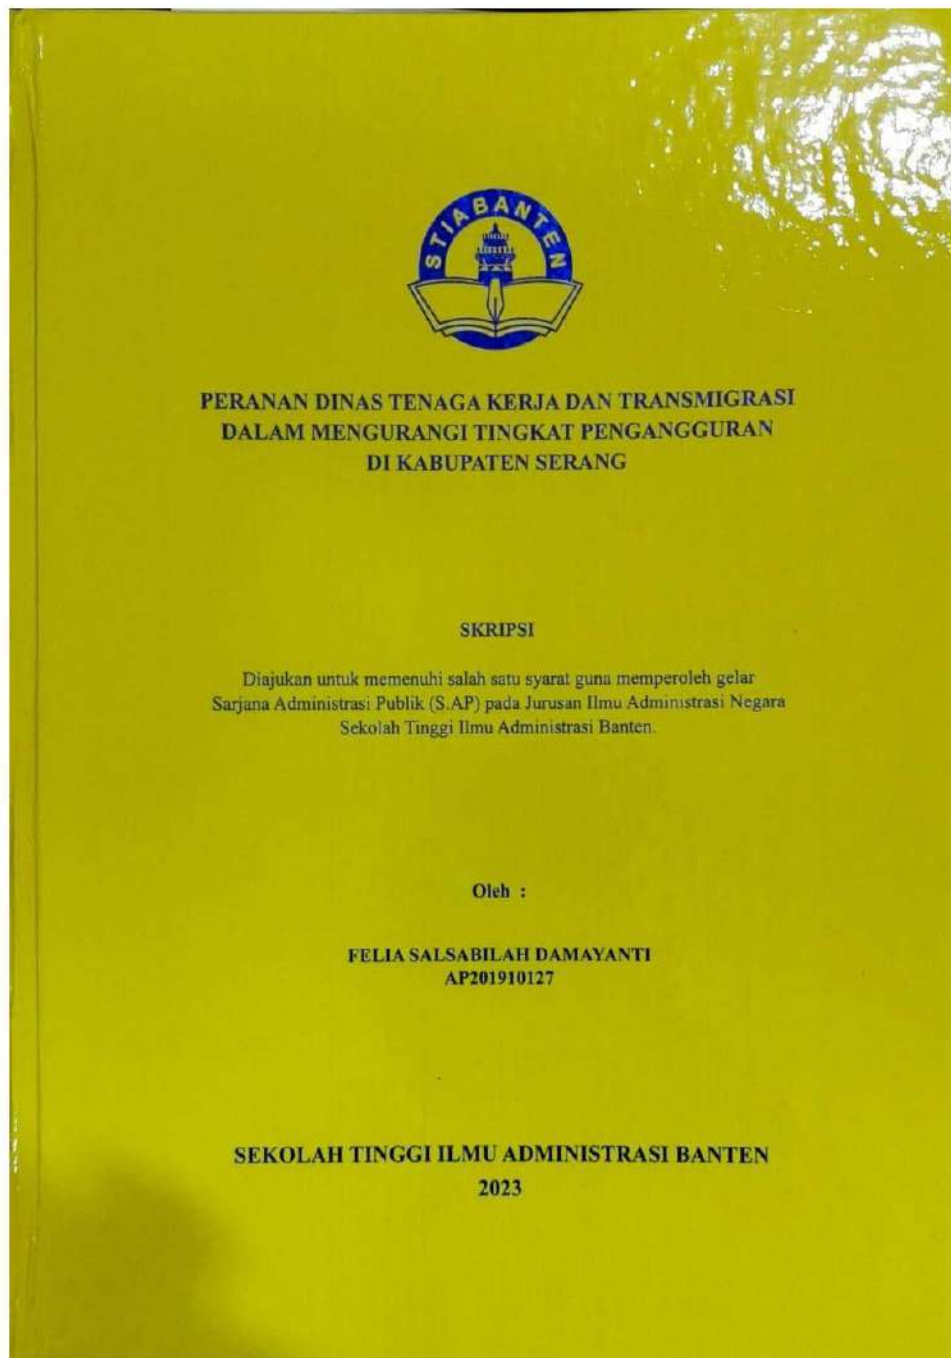 STIABANTEN
PERANAN DINAS TENAGA KERJA DAN TRANSMIGRASI
DALAM MENGURANGI TINGKAT PENGANGGURAN
DI KABUPATEN SERANG
SKRIPSI
Diajukan untuk memenuhi salah satu syarat guna memperoleh gelar
Sarjana Administrasi Publik (S.AP) pada Jurusan Ilmu Administrasi Negara
Sekolah Tinggi Ilmu Administrasi Banten.
Oleh :
FELIA SALSABILAH DAMAYANTI
AP201910127
SEKOLAH TINGGI ILMU ADMINISTRASI BANTEN
2023